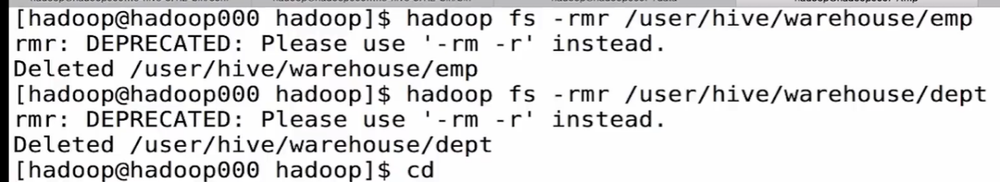 [hadoop@hadoop000 hadoop]$ hadoop fs -rmr /user/hive/warehouse/emp
rmr: DEPRECATED: Please use '-rm -r' instead.
Deleted /user/hive/warehouse/emp
[hadoop@hadoop000 hadoop]$ hadoop fs -rmr /user/hive/warehouse/dept
rmr: DEPRECATED: Please use '-rm -r' instead.
Deleted /user/hive/warehouse/dept
[hadoop@hadoop000 hadoop]$ cd